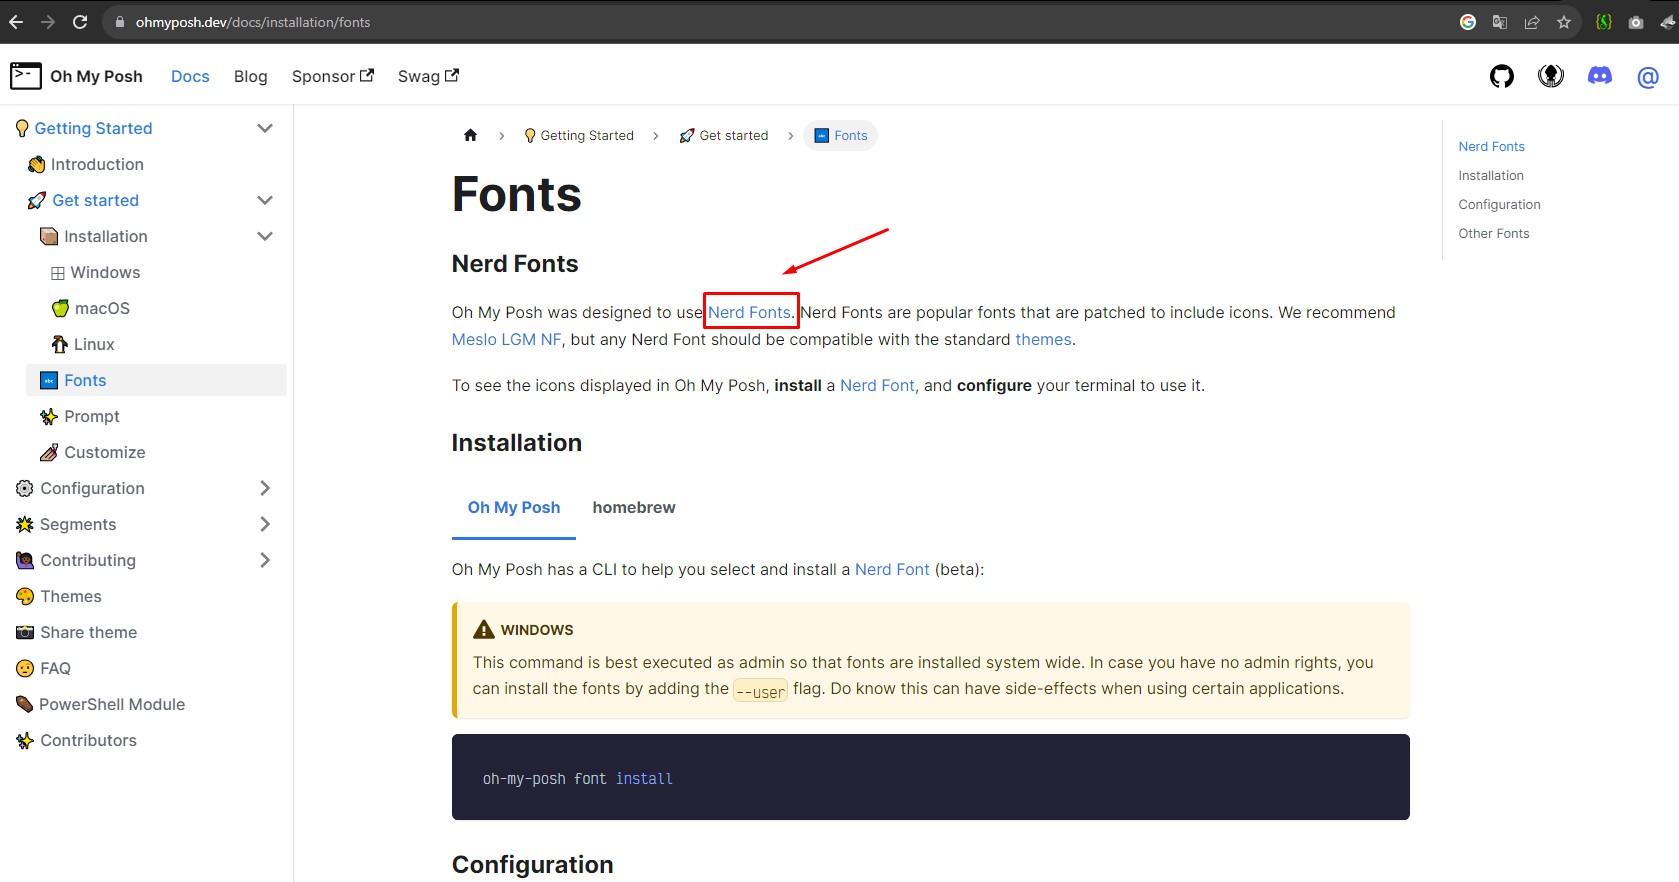 ohmyposh.dev/docs/installation/fonts
Oh My Posh Docs Blog Sponsor Swag
Getting Started
Introduction
Get started
Installation
Windows
macOS
Linux
Fonts
Prompt
Customize
Configuration
Segments
Contributing
Themes
Share theme
FAQ
PowerShell Module
Contributors
Getting Started Get started Fonts
Fonts
Nerd Fonts
Oh My Posh was designed to use Nerd Fonts. Nerd Fonts are popular fonts that are patched to include icons. We recommend
Meslo LGM NF, but any Nerd Font should be compatible with the standard themes.
To see the icons displayed in Oh My Posh, install a Nerd Font, and configure your terminal to use it.
Installation
Oh My Posh homebrew
Oh My Posh has a CLI to help you select and install a Nerd Font (beta):
WINDOWS
This command is best executed as admin so that fonts are installed system wide. In case you have no admin rights, you
can install the fonts by adding the --user flag. Do know this can have side-effects when using certain applications.
oh-my-posh font install
Configuration
Nerd Fonts
Installation
Configuration
Other Fonts